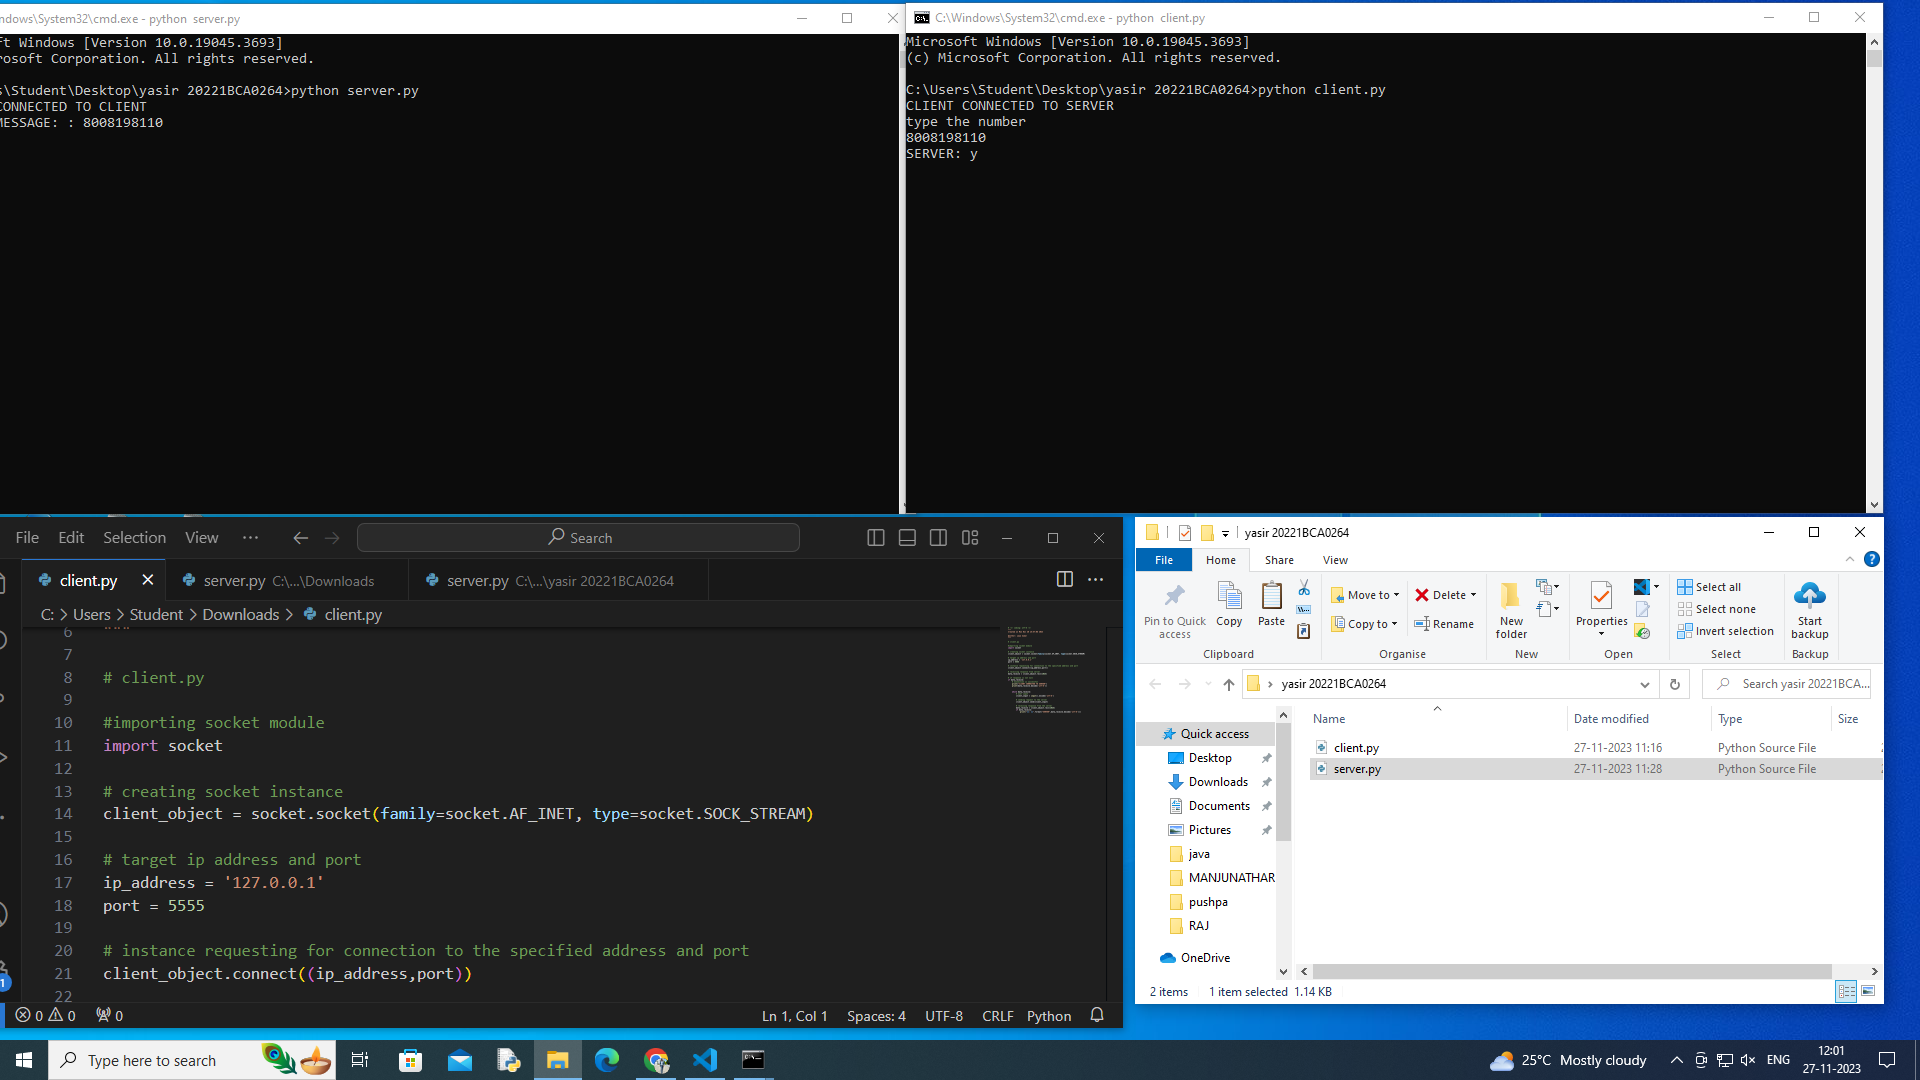 ndows\System32\cmd.exe - python  server.py
ft Windows [Version 10.0.19045.3693]
rosoft Corporation. All rights reserved.
s\Student\Desktop\yasir 20221BCA0264>python server.py
CONNECTED TO CLIENT
MESSAGE: : 8008198110
C:\Windows\System32\cmd.exe - python  client.py
Microsoft Windows [Version 10.0.19045.3693]
(c) Microsoft Corporation. All rights reserved.
C:\Users\Student\Desktop\yasir 20221BCA0264>python client.py
CLIENT CONNECTED TO SERVER
type the number
8008198110
SERVER: y
File Edit Selection View ··· Search
client.py server.py C:\...\Downloads server.py C:\...\yasir 20221BCA0264
C: > Users > Student > Downloads > client.py
6 """
7
8 # client.py
9
10 #importing socket module
11 import socket
12
13 # creating socket instance
14 client_object = socket.socket(family=socket.AF_INET, type=socket.SOCK_STREAM)
15
16 # target ip address and port
17 ip_address = '127.0.0.1'
18 port = 5555
19
20 # instance requesting for connection to the specified address and port
21 client_object.connect((ip_address,port))
22
0 0 0 Ln 1, Col 1 Spaces: 4 UTF-8 CRLF Python
1
yasir 20221BCA0264
File Home Share View
Pin to Quick access
Copy
Paste
Clipboard
Move to
Copy to
Delete
Rename
Organise
New folder
New
Properties
Open
Select all
Select none
Invert selection
Select
Start backup
Backup
yasir 20221BCA0264 Search yasir 20221BCA...
Name Date modified Type Size
client.py 27-11-2023 11:16 Python Source File
server.py 27-11-2023 11:28 Python Source File
Quick access
Desktop
Downloads
Documents
Pictures
java
MANJUNATHAR
pushpa
RAJ
OneDrive
2 items 1 item selected 1.14 KB
Type here to search
25°C Mostly cloudy
ENG
12:01
27-11-2023